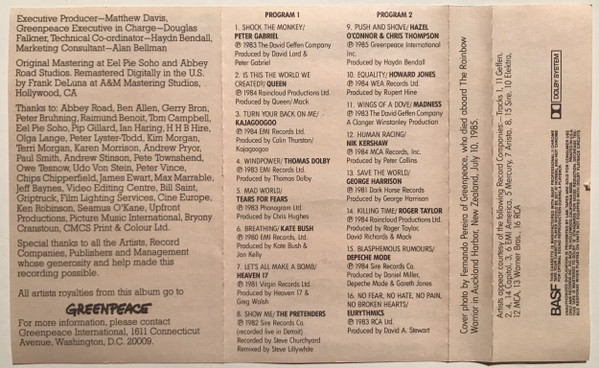 Executive Producer—Matthew Davis,
Greenpeace Executive in Charge—Douglas
Falkner, Technical Co-ordinator—Haydn Bendall,
Marketing Consultant—Alan Bellman
Original Mastering at Eel Pie Soho and Abbey
Road Studios. Remastered Digitally in the U.S.
by Frank DeLuna at A&M Mastering Studios,
Hollywood, CA
Thanks to: Abbey Road, Ben Allen, Gerry Bron,
Peter Bruhning, Raimund Benoit, Tom Campbell,
Eel Pie Soho, Pip Gillard, Ian Haring, H H B Hire,
Olga Lange, Peter Lyster-Todd, Kim Morgan,
Terri Morgan, Karen Morrison, Andrew Pryor,
Paul Smith, Andrew Stinson, Pete Townshend,
Owe Tesnow, Udo Von Stein, Peter Vince,
Chips Chipperfield, James Ewart, Max Marrable,
Jeff Baynes, Video Editing Centre, Bill Saint,
Griptruck, Film Lighting Services, Cine Europe,
Ken Robinson, Seamus O'Kane, Upfront
Productions, Picture Music International, Bryony
Cranstoun, CMCS Print & Colour Ltd.
Special thanks to all the Artists, Record
Companies, Publishers and Management
whose generosity and help made this
recording possible.
All artists royalties from this album go to
GREENPEACE
For more information, please contact
Greenpeace International, 1611 Connecticut
Avenue, Washington, D.C. 20009.
PROGRAM 1
1. SHOCK THE MONKEY/
PETER GABRIEL
Ⓟ 1983 The David Geffen Company
Produced by David Lord &
Peter Gabriel
2. IS THIS THE WORLD WE
CREATED?/ QUEEN
Ⓟ 1984 Raincloud Productions Ltd.
Produced by Queen/Mack
3. TURN YOUR BACK ON ME/
KAJAGOOGOO
Ⓟ 1984 EMI Records Ltd.
Produced by Colin Thurston/
Kajagoogoo
4. WINDPOWER/ THOMAS DOLBY
Ⓟ 1983 EMI Records Ltd.
Produced by Thomas Dolby
5. MAD WORLD/
TEARS FOR FEARS
Ⓟ 1983 Phonogram Ltd.
Produced by Chris Hughes
6. BREATHING/ KATE BUSH
Ⓟ 1980 EMI Records, Ltd.
Produced by Kate Bush &
Jon Kelly
7. LET'S ALL MAKE A BOMB/
HEAVEN 17
Ⓟ 1981 Virgin Records Ltd.
Produced by Heaven 17 &
Greg Walsh
8. SHOW ME/ THE PRETENDERS
Ⓟ 1982 Sire Records Co.
(recorded live in Detroit)
Recorded by Steve Churchyard
Remixed by Steve Lillywhite
PROGRAM 2
9. PUSH AND SHOVE/ HAZEL
O'CONNOR & CHRIS THOMPSON
Ⓟ 1985 Greenpeace International
Inc.
Produced by Haydn Bendall
10. EQUALITY/ HOWARD JONES
Ⓟ 1984 WEA Records Ltd.
Produced by Rupert Hine
11. WINGS OF A DOVE/ MADNESS
Ⓟ 1983 The David Geffen Company
A Clanger Winstanley Production
12. HUMAN RACING/
NIK KERSHAW
Ⓟ 1984 MCA Records, Inc.
Produced by Peter Collins
13. SAVE THE WORLD/
GEORGE HARRISON
Ⓟ 1981 Dark Horse Records
Produced by George Harrison
14. KILLING TIME/ ROGER TAYLOR
Ⓟ 1984 Raincloud Productions Ltd.
Produced by Roger Taylor,
David Richards & Mack
15. BLASPHEMOUS RUMOURS/
DEPECHE MODE
Ⓟ 1984 Sire Records Co.
Produced by Daniel Miller,
Depeche Mode & Gareth Jones
16. NO FEAR, NO HATE, NO PAIN,
NO BROKEN HEARTS/
EURYTHMICS
Ⓟ 1983 RCA Ltd.
Produced by David A. Stewart
Cover photo by Fernando Pereira of Greenpeace, who died aboard The Rainbow
Warrior in Auckland Harbor, New Zealand, July 10, 1985.
Artists appear courtesy of the following Record Companies:—Tracks 1, 11 Geffen,
2, 4, 14 Capitol, 3, 6 EMI America, 5 Mercury, 7 Arista, 8, 15 Sire, 10 Elektra,
12 MCA, 13 Warner Bros., 16 RCA
BASF
DOLBY SYSTEM